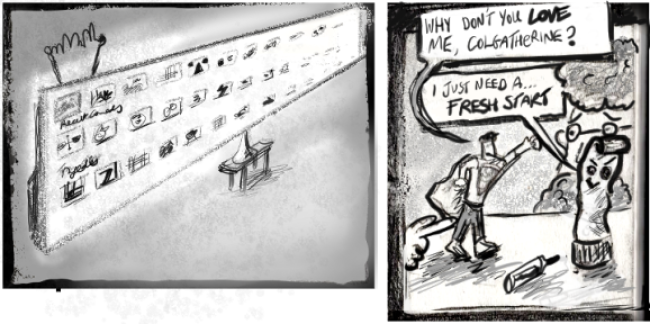 WHY DON'T YOU LOVE
ME, COLGATHERINE?
I JUST NEED A...
FRESH START